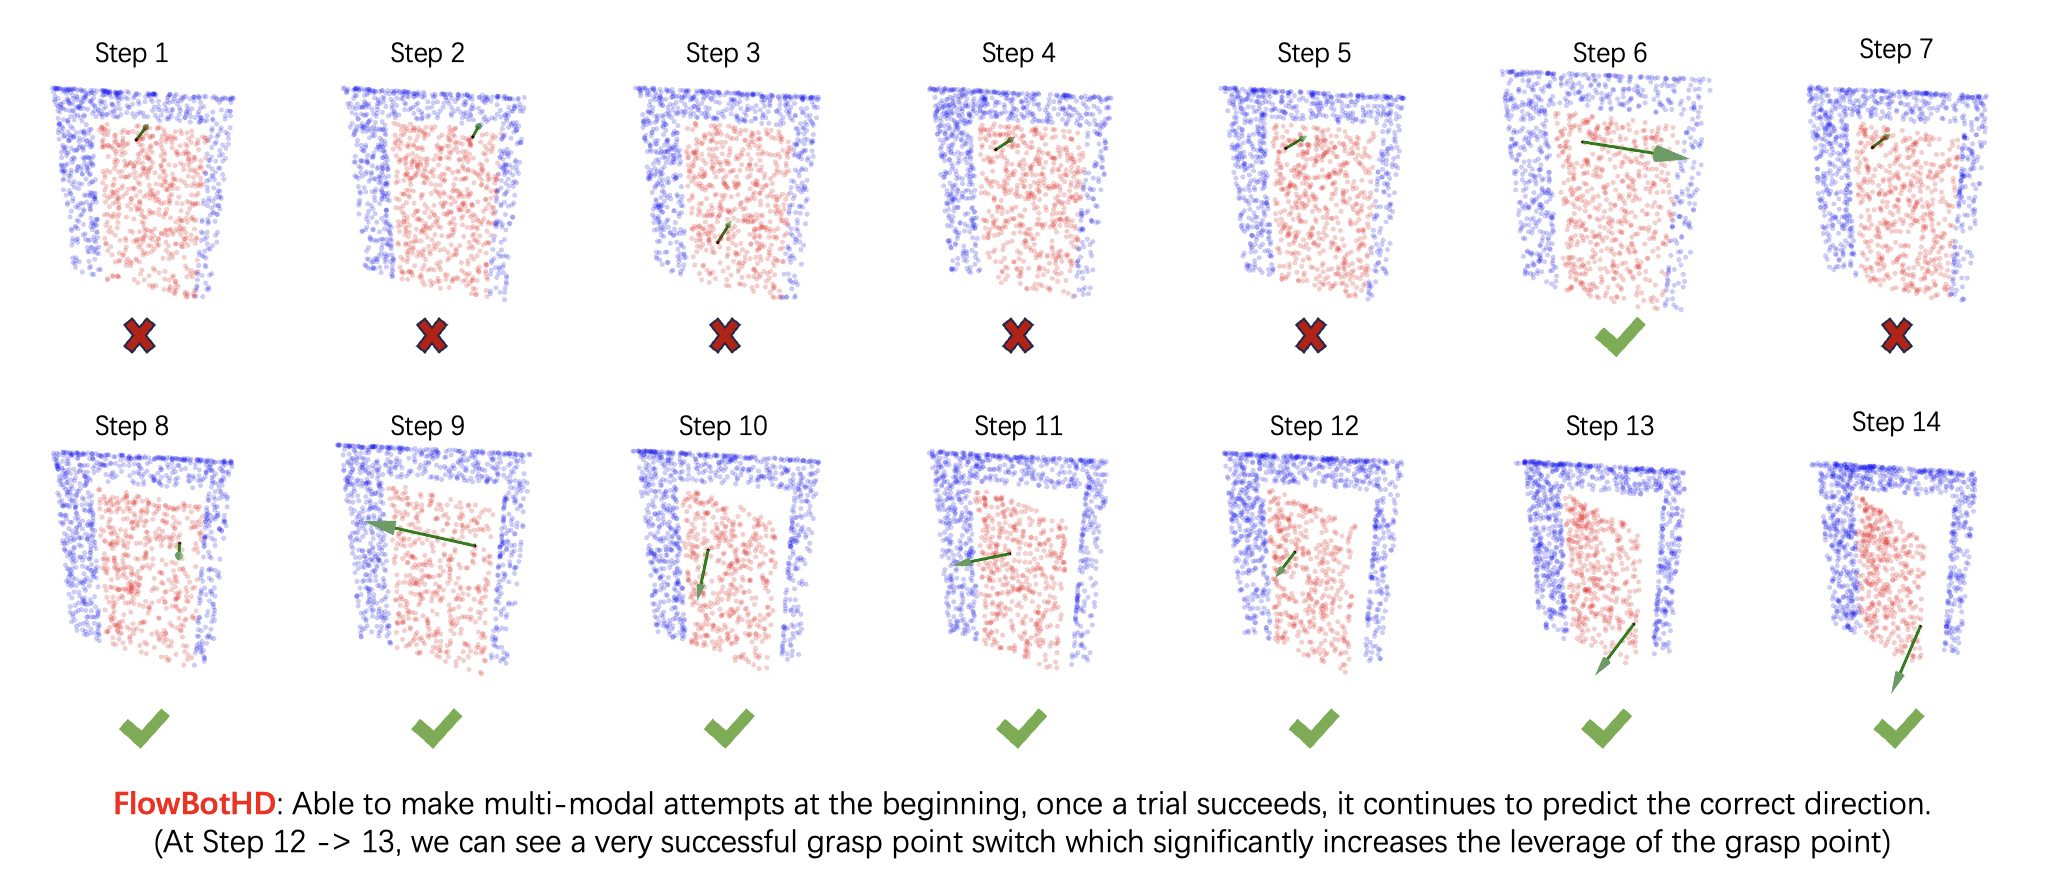 Step 1 Step 2 Step 3 Step 4 Step 5 Step 6 Step 7
Step 8 Step 9 Step 10 Step 11 Step 12 Step 13 Step 14
FlowBotHD: Able to make multi-modal attempts at the beginning, once a trial succeeds, it continues to predict the correct direction.
(At Step 12 -> 13, we can see a very successful grasp point switch which significantly increases the leverage of the grasp point)